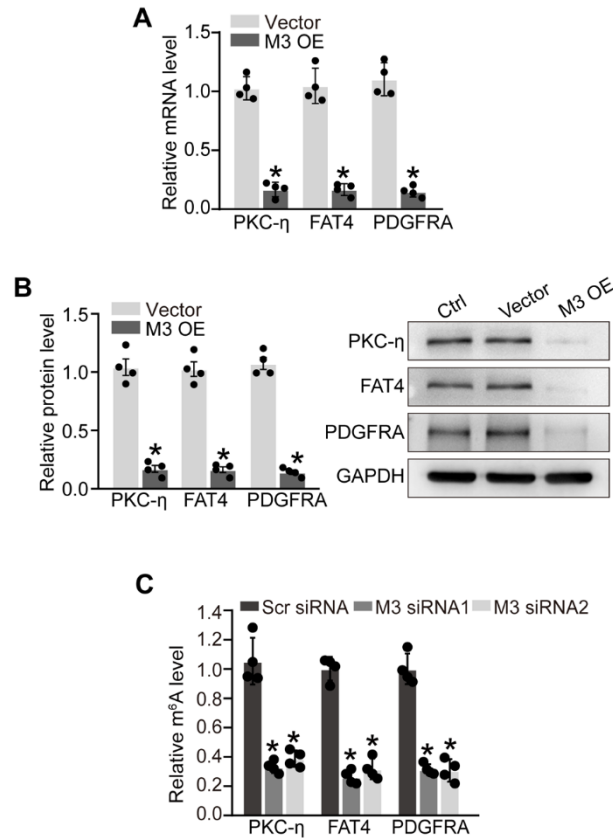 A
Vector
M3 OE
Relative mRNA level
1.5
1.0
0.5
0.0
* * *
PKC-η FAT4 PDGFRA
B
Vector
M3 OE
Relative protein level
1.5
1.0
0.5
0.0
* * *
PKC-η FAT4 PDGFRA
Ctrl Vector M3 OE
PKC-η
FAT4
PDGFRA
GAPDH
C
Scr siRNA M3 siRNA1 M3 siRNA2
Relative m⁶A level
1.4
1.2
1.0
0.8
0.6
0.4
0.2
0.0
* * * * * *
PKC-η FAT4 PDGFRA